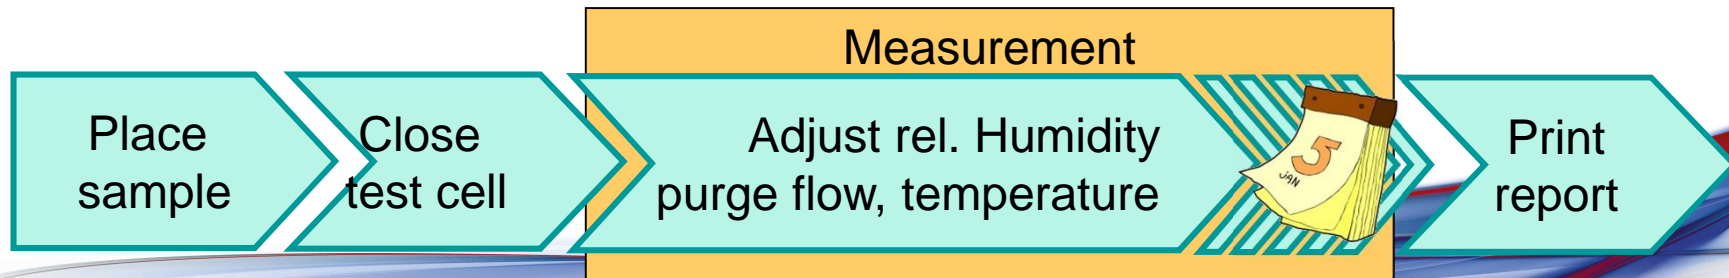 Measurement
Place
sample
Close
test cell
Adjust rel. Humidity
purge flow, temperature
5
JAN
Print
report